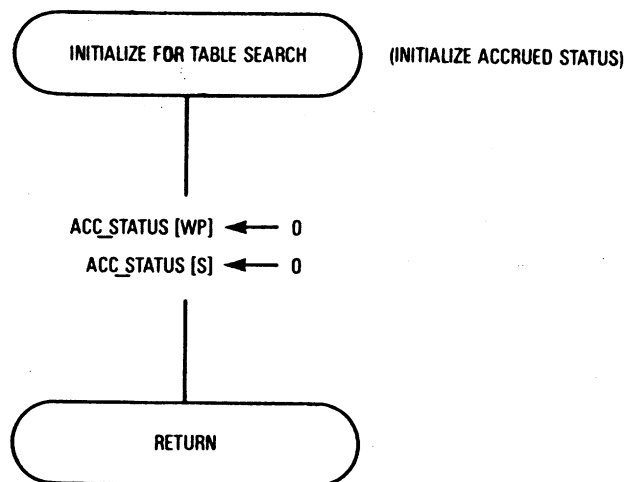 INITIALIZE FOR TABLE SEARCH (INITIALIZE ACCRUED STATUS)
ACC_STATUS [WP] ← 0
ACC_STATUS [S] ← 0
RETURN